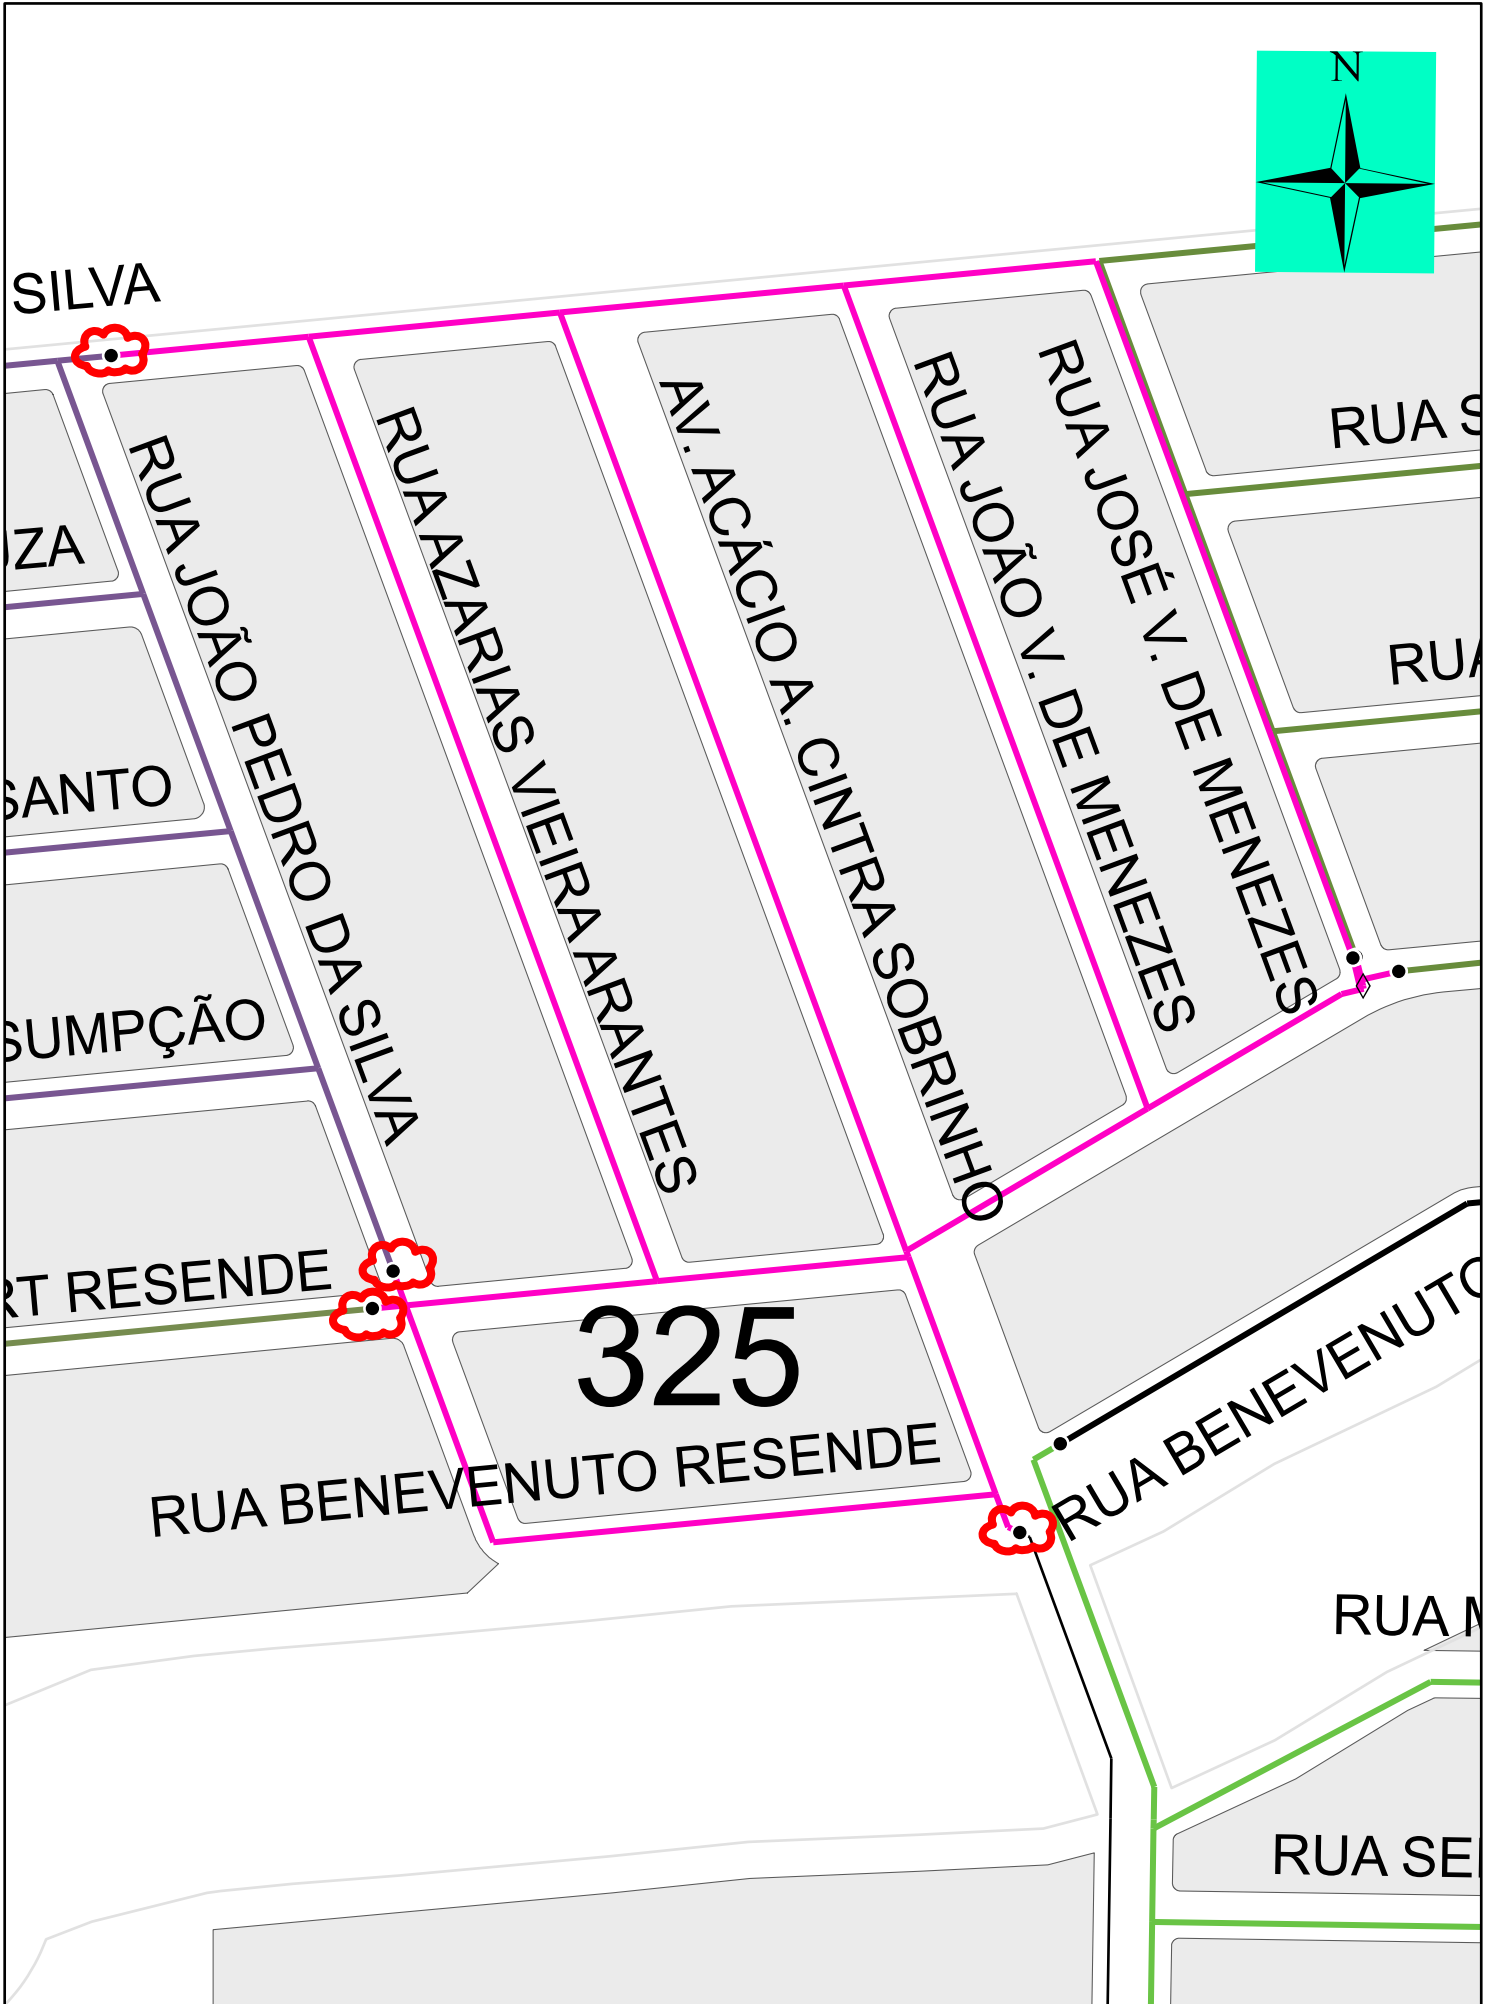 N
SILVA
RUA S
UZA
RUA JOÃO PEDRO DA SILVA
RUA AZARIAS VIEIRA ARANTES
AV. ACÁCIO A. CINTRA SOBRINHO
RUA JOÃO V. DE MENEZES
RUA JOSÉ V. DE MENEZES
RUA
SANTO
SUMPÇÃO
RT RESENDE
325
RUA BENEVENUTO RESENDE
RUA BENEVENUTO
RUA M
RUA SE